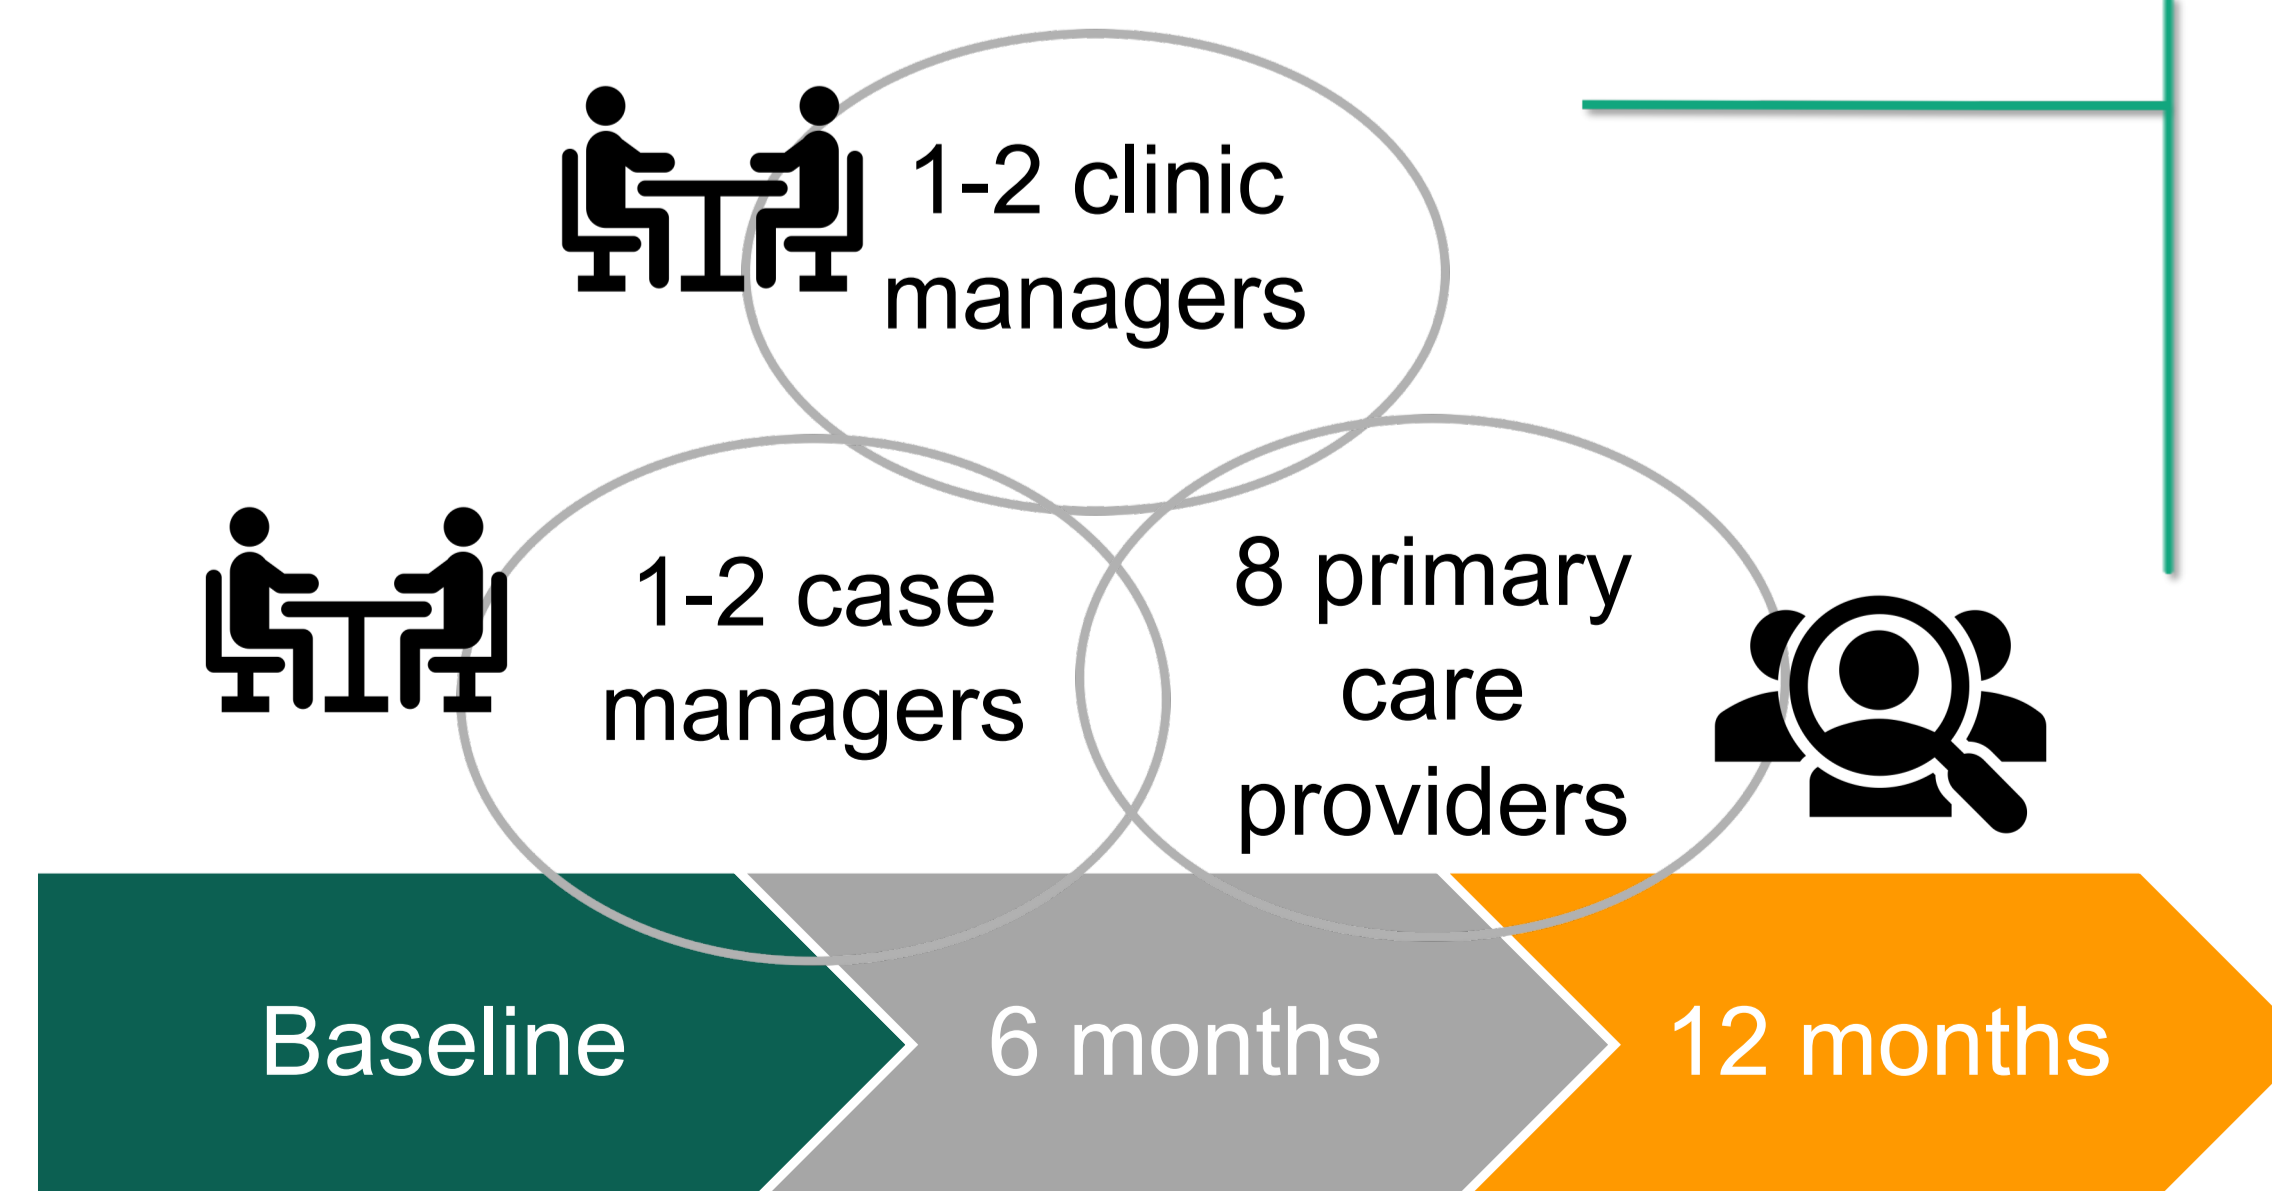 1-2 clinic
managers
1-2 case
managers
8 primary
care
providers
Baseline
6 months
12 months